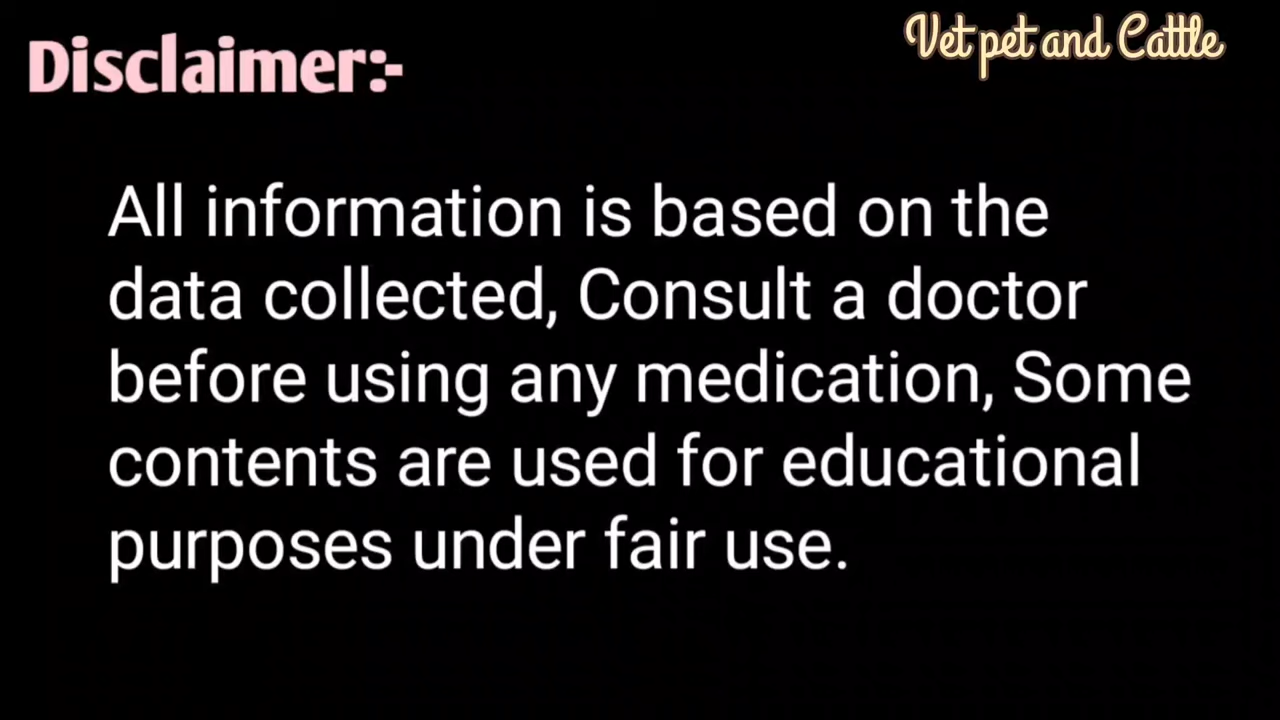 Disclaimer:-
Vet pet and Cattle
All information is based on the
data collected, Consult a doctor
before using any medication, Some
contents are used for educational
purposes under fair use.